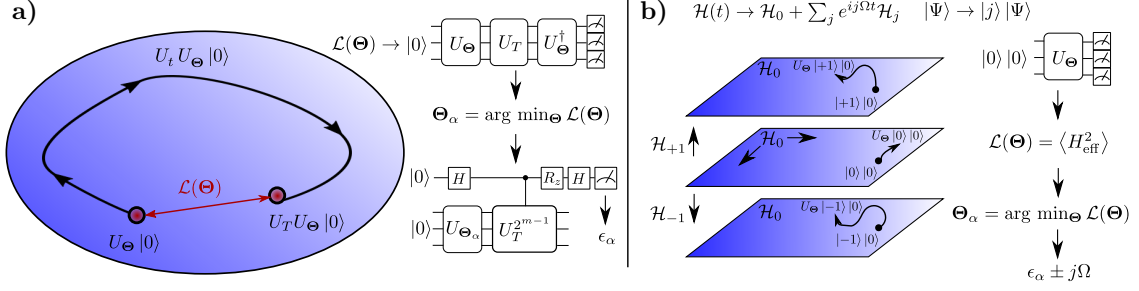 a)
U_t U_Θ |0⟩
𝓛(Θ)
U_Θ |0⟩
U_T U_Θ |0⟩
𝓛(Θ) → |0⟩ U_Θ U_T U_Θ^†
Θ_α = arg min_Θ 𝓛(Θ)
|0⟩ H R_z H
|0⟩ U_{Θ_α} U_T^{2^{m-1}}
ϵ_α
b)
𝓗(t) → 𝓗_0 + ∑_j e^{ijΩt} 𝓗_j |Ψ⟩ → |j⟩ |Ψ⟩
𝓗_0
U_Θ |+1⟩ |0⟩
|+1⟩ |0⟩
𝓗_{+1}
𝓗_0
U_Θ |0⟩ |0⟩
|0⟩ |0⟩
𝓗_{−1}
𝓗_0
U_Θ |−1⟩ |0⟩
|−1⟩ |0⟩
|0⟩ |0⟩ U_Θ
𝓛(Θ) = ⟨H_eff^2⟩
Θ_α = arg min_Θ 𝓛(Θ)
ϵ_α ± jΩ